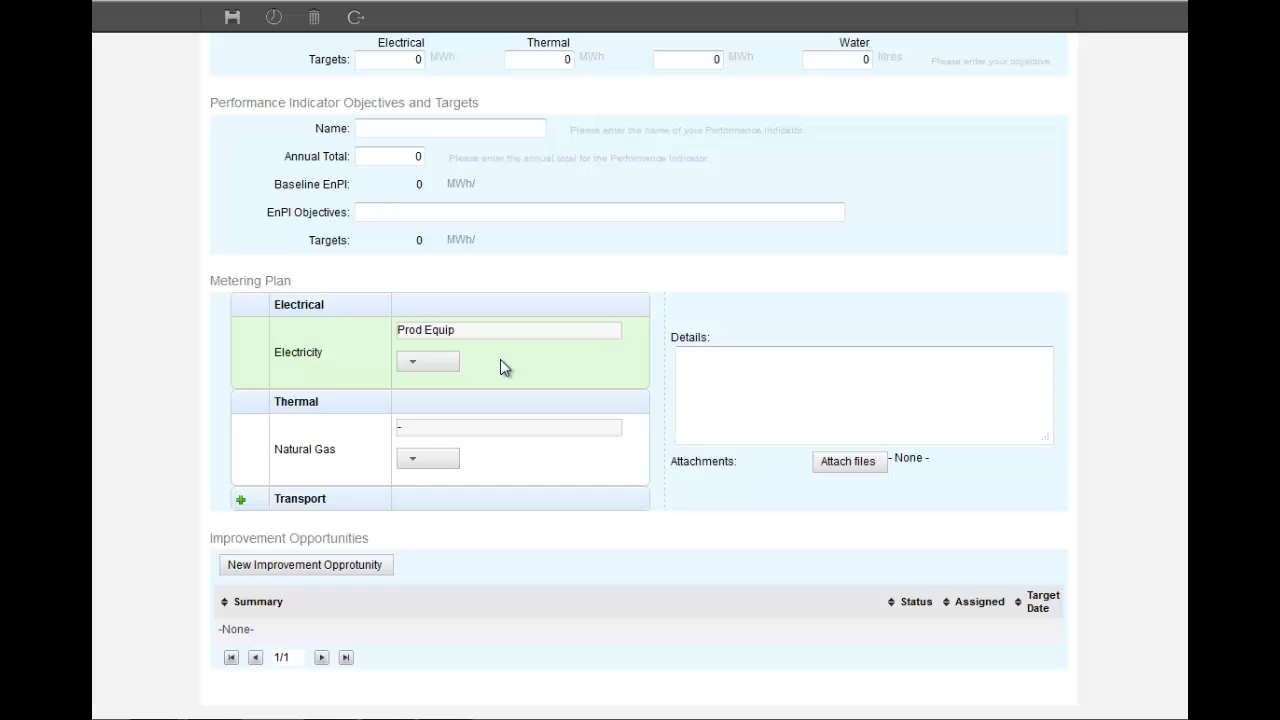 Electrical Thermal Water
Targets: 0 MWh 0 MWh 0 MWh 0 litres Please enter your objective
Performance Indicator Objectives and Targets
Name: Please enter the name of your Performance Indicator
Annual Total: 0 Please enter the annual total for the Performance Indicator
Baseline EnPI: 0 MWh/
EnPI Objectives:
Targets: 0 MWh/
Metering Plan
Electrical
Electricity Prod Equip
Thermal
Natural Gas -
Transport
Details:
Attachments: Attach files - None -
Improvement Opportunities
New Improvement Opprotunity
Summary Status Assigned Target Date
-None-
1/1